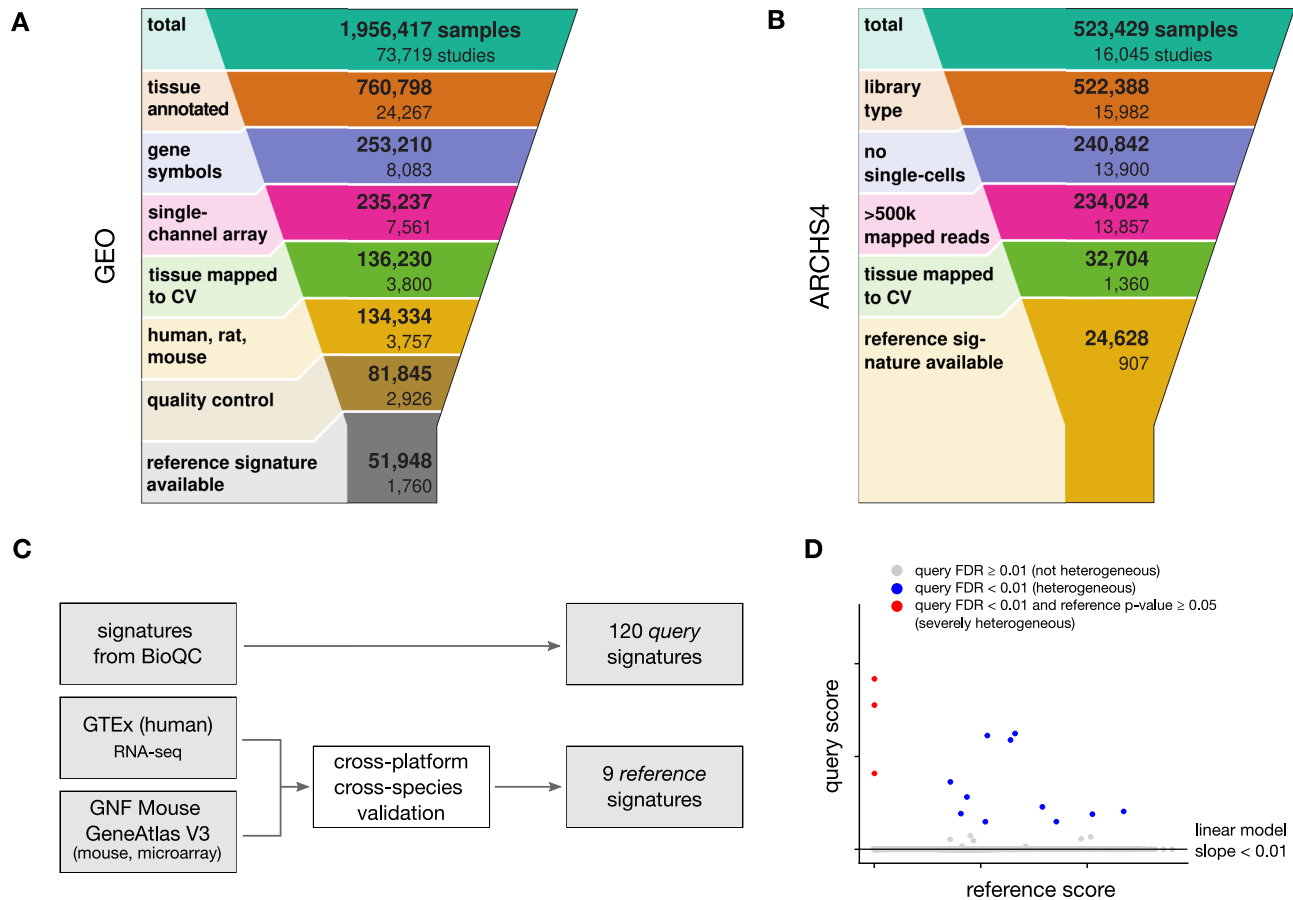 A
GEO
total
1,956,417 samples
73,719 studies
tissue
annotated
760,798
24,267
gene
symbols
253,210
8,083
single-
channel array
235,237
7,561
tissue mapped
to CV
136,230
3,800
human, rat,
mouse
134,334
3,757
quality control
81,845
2,926
reference signature
available
51,948
1,760
B
ARCHS4
total
523,429 samples
16,045 studies
library
type
522,388
15,982
no
single-cells
240,842
13,900
>500k
mapped reads
234,024
13,857
tissue mapped
to CV
32,704
1,360
reference sig-
nature available
24,628
907
C
signatures
from BioQC
120 query
signatures
GTEx (human)
RNA-seq
GNF Mouse
GeneAtlas V3
(mouse, microarray)
cross-platform
cross-species
validation
9 reference
signatures
D
query FDR ≥ 0.01 (not heterogeneous)
query FDR < 0.01 (heterogeneous)
query FDR < 0.01 and reference p-value ≥ 0.05
(severely heterogeneous)
query score
linear model
slope < 0.01
reference score